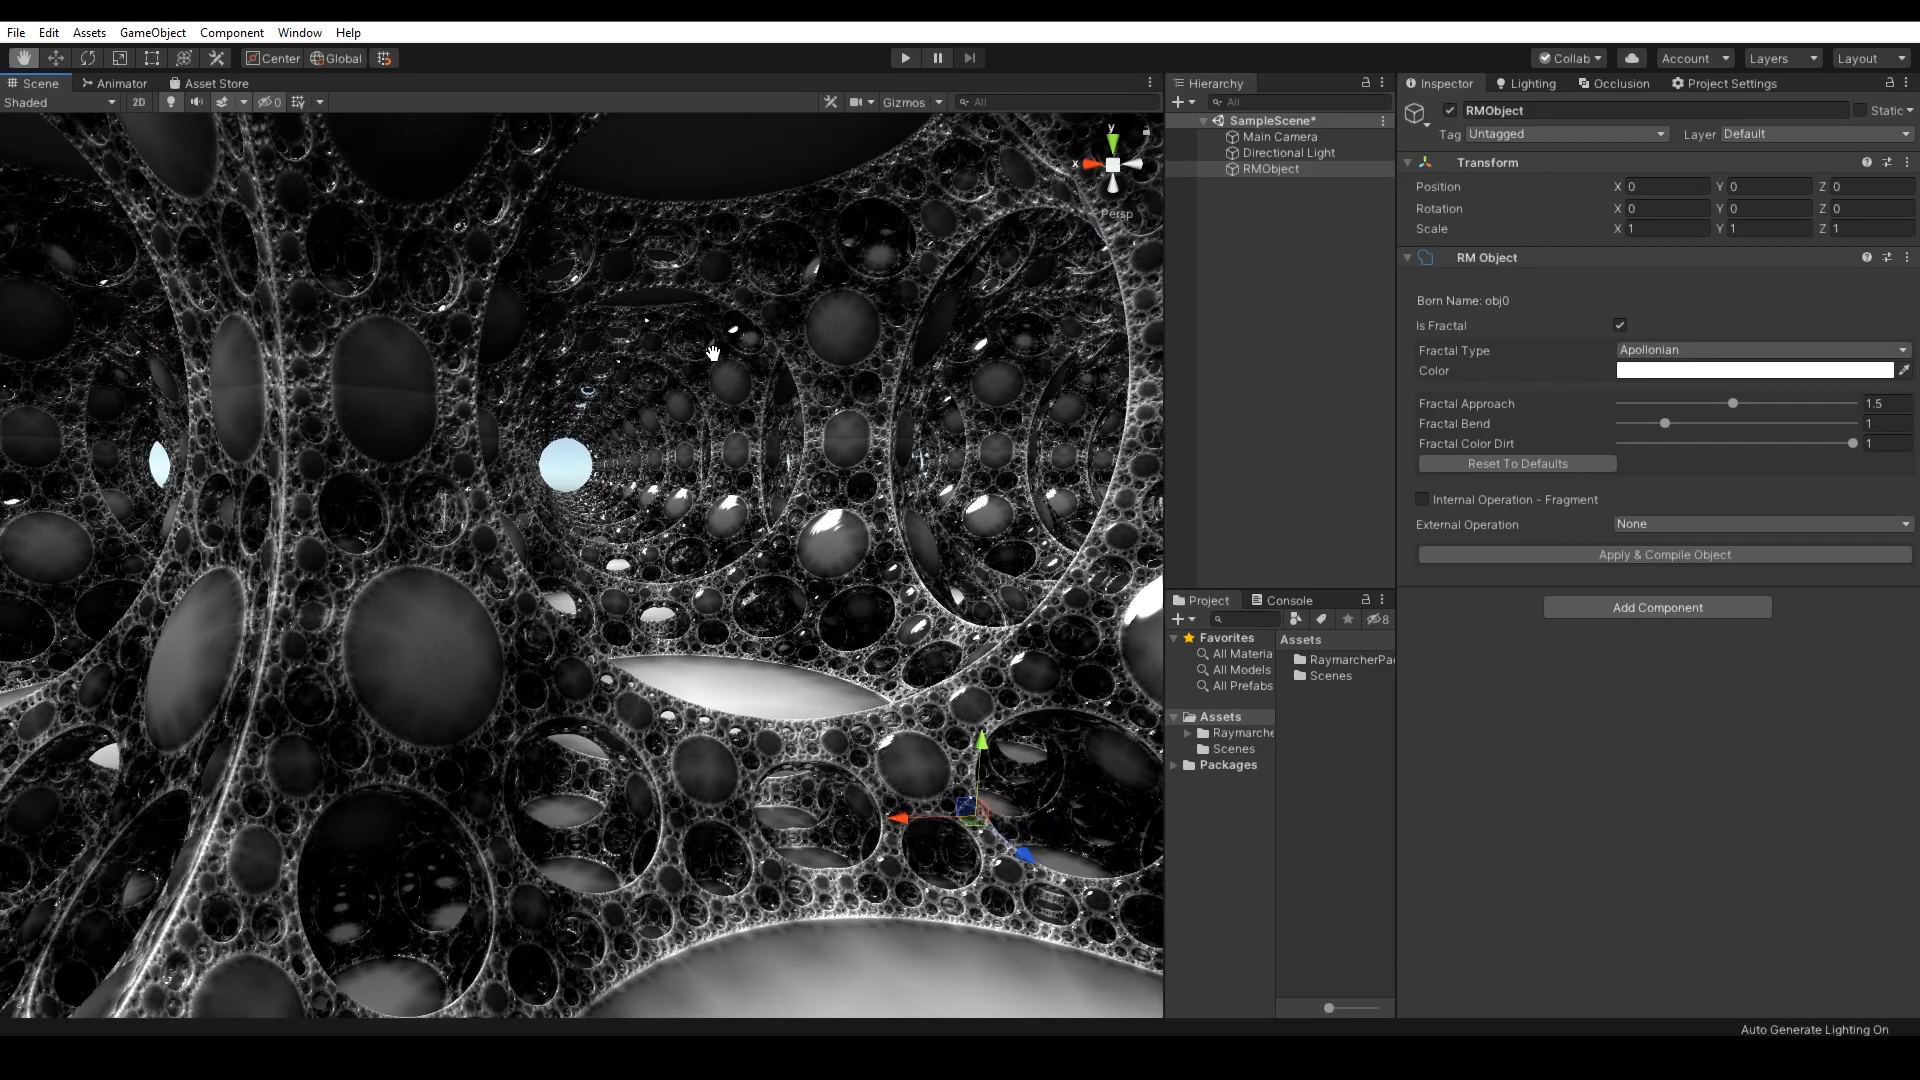 File Edit Assets GameObject Component Window Help
Center Global Collab Account Layers Layout
Scene Animator Asset Store
Shaded 2D 0 Gizmos All
y
x
Persp
Hierarchy
All
SampleScene*
Main Camera
Directional Light
RMObject
Project Console
8
Favorites
All Materia
All Models
All Prefabs
Assets
Raymarche
Scenes
Packages
Assets
RaymarcherPa
Scenes
Inspector Lighting Occlusion Project Settings
RMObject Static
Tag Untagged Layer Default
Transform
Position X 0 Y 0 Z 0
Rotation X 0 Y 0 Z 0
Scale X 1 Y 1 Z 1
RM Object
Born Name: obj0
Is Fractal
Fractal Type Apollonian
Color
Fractal Approach 1.5
Fractal Bend 1
Fractal Color Dirt 1
Reset To Defaults
Internal Operation - Fragment
External Operation None
Apply & Compile Object
Add Component
Auto Generate Lighting On